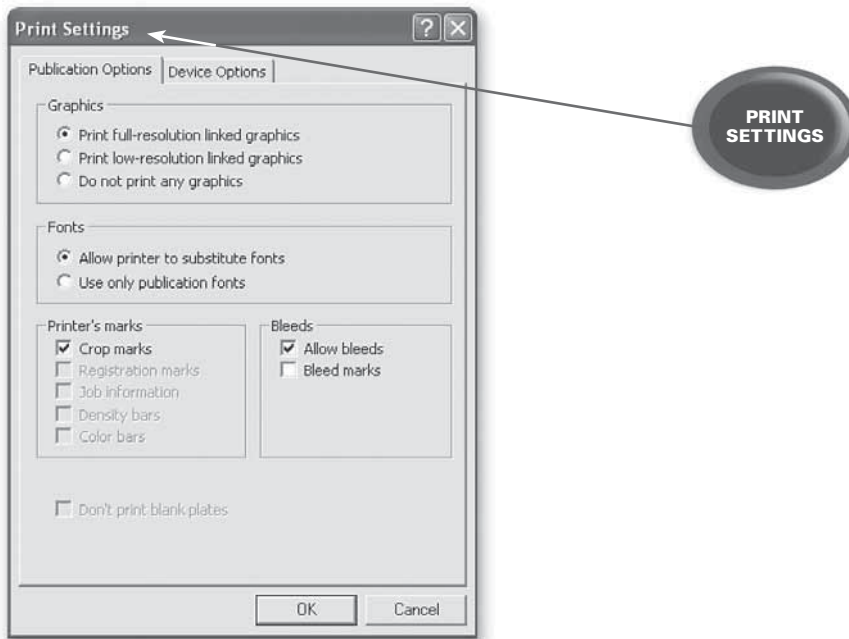 Print Settings
Publication Options
Device Options
Graphics
Print full-resolution linked graphics
Print low-resolution linked graphics
Do not print any graphics
Fonts
Allow printer to substitute fonts
Use only publication fonts
Printer's marks
Crop marks
Registration marks
Job information
Density bars
Color bars
Bleeds
Allow bleeds
Bleed marks
Don't print blank plates
OK
Cancel
PRINT
SETTINGS